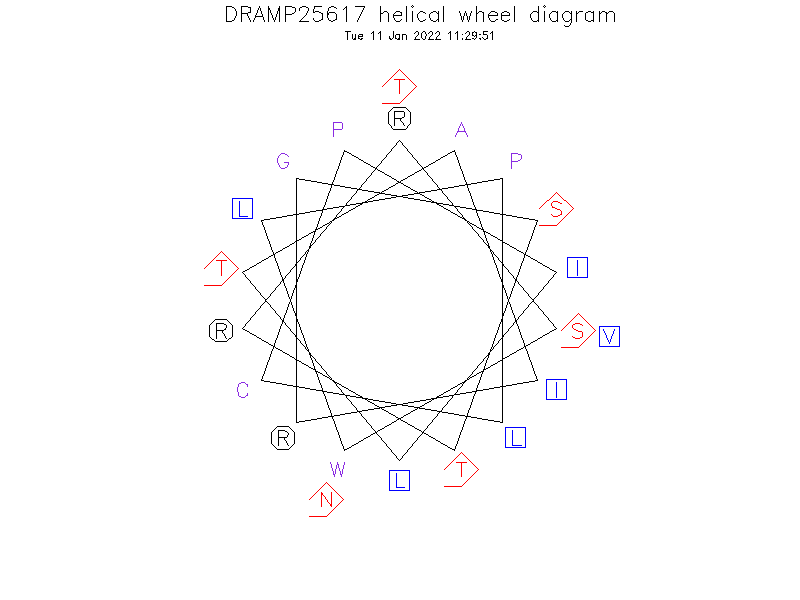 DRAMP25617 helical wheel diagram
Tue 11 Jan 2022 11:29:51
T
R
P A
G P
L S
T I
R S V
C I
R L
W L T
N